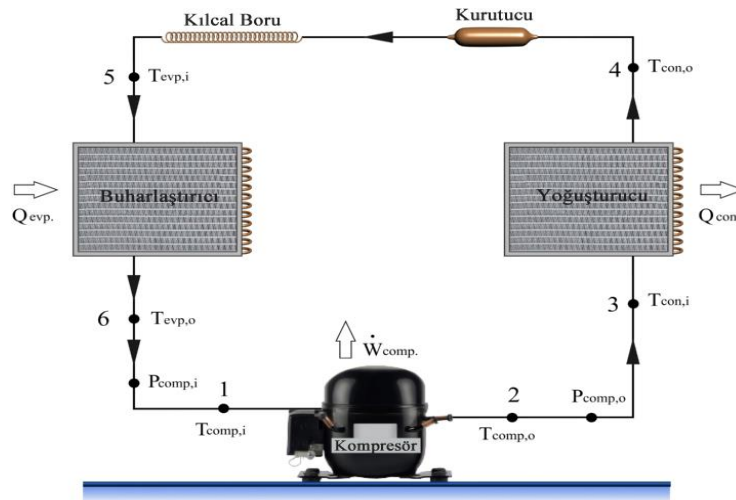 Kılcal Boru
Kurutucu
5
Tevp,i
4
Tcon,o
Buharlaştırıcı
Yoğuşturucu
Qevp.
Qcon
6
Tevp,o
3
Tcon,i
Ẇcomp.
Pcomp,i
1
2
Pcomp,o
Tcomp,i
Kompresör
Tcomp,o